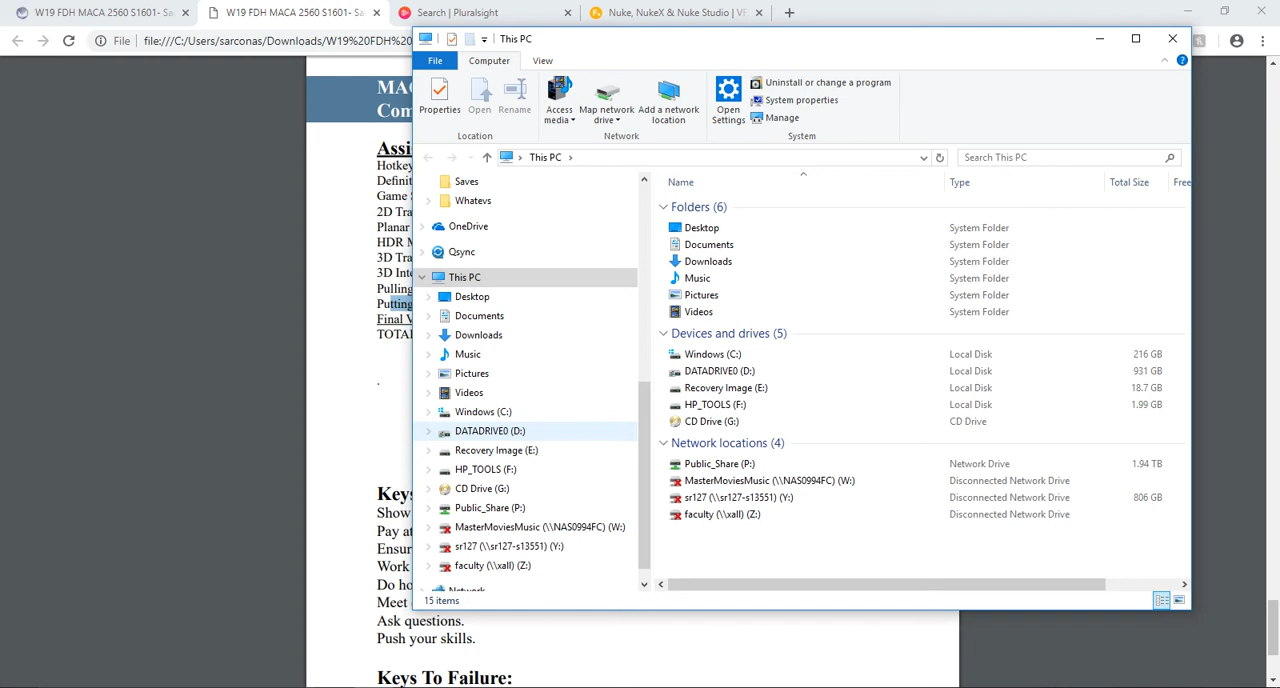 W19 FDH MACA 2560 S1601- Sa
W19 FDH MACA 2560 S1601- Sa
Search | Pluralsight
Nuke, NukeX & Nuke Studio | VF
File
C:/Users/sarconas/Downloads/W19%20FDH%20
This PC
File
Computer
View
Properties
Open
Rename
Access media
Map network drive
Add a network location
Open Settings
Uninstall or change a program
System properties
Manage
Location
Network
System
This PC
Search This PC
Saves
Whatevs
OneDrive
Qsync
This PC
Desktop
Documents
Downloads
Music
Pictures
Videos
Windows (C:)
DATADRIVE0 (D:)
Recovery Image (E:)
HP_TOOLS (F:)
CD Drive (G:)
Public_Share (P:)
MasterMoviesMusic (\\NAS0994FC) (W:)
sr127 (\\sr127-s13551) (Y:)
faculty (\\xall) (Z:)
Network
Name Type Total Size Free
Folders (6)
Desktop System Folder
Documents System Folder
Downloads System Folder
Music System Folder
Pictures System Folder
Videos System Folder
Devices and drives (5)
Windows (C:) Local Disk 216 GB
DATADRIVE0 (D:) Local Disk 931 GB
Recovery Image (E:) Local Disk 18.7 GB
HP_TOOLS (F:) Local Disk 1.99 GB
CD Drive (G:) CD Drive
Network locations (4)
Public_Share (P:) Network Drive 1.94 TB
MasterMoviesMusic (\\NAS0994FC) (W:) Disconnected Network Drive
sr127 (\\sr127-s13551) (Y:) Disconnected Network Drive 806 GB
faculty (\\xall) (Z:) Disconnected Network Drive
15 items
MAC
Com
Assi
Hotkey
Definit
Game S
2D Tra
Planar
HDR M
3D Tra
3D Inte
Pulling
Putting
Final V
TOTAL
.
Keys
Show
Pay at
Ensur
Work
Do ho
Meet
Ask questions.
Push your skills.
Keys To Failure: